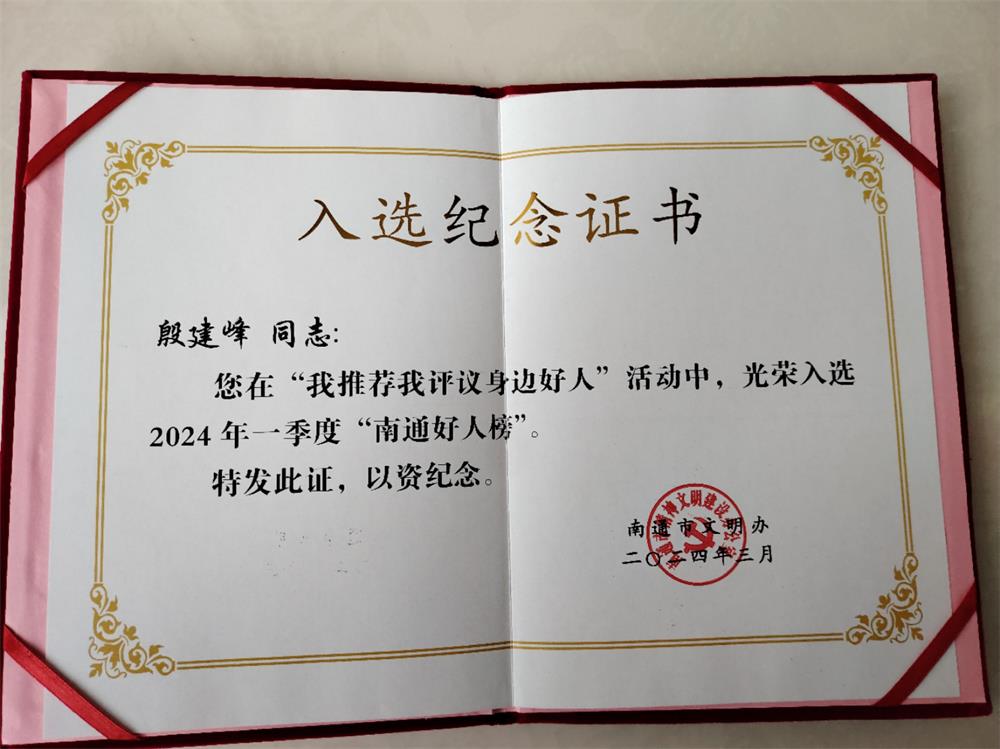 入选纪念证书
殷建峰 同志：
您在“我推荐我评议身边好人”活动中，光荣入选
2024年一季度“南通好人榜”。
特发此证，以资纪念。
南通市文明办
二〇二四年三月